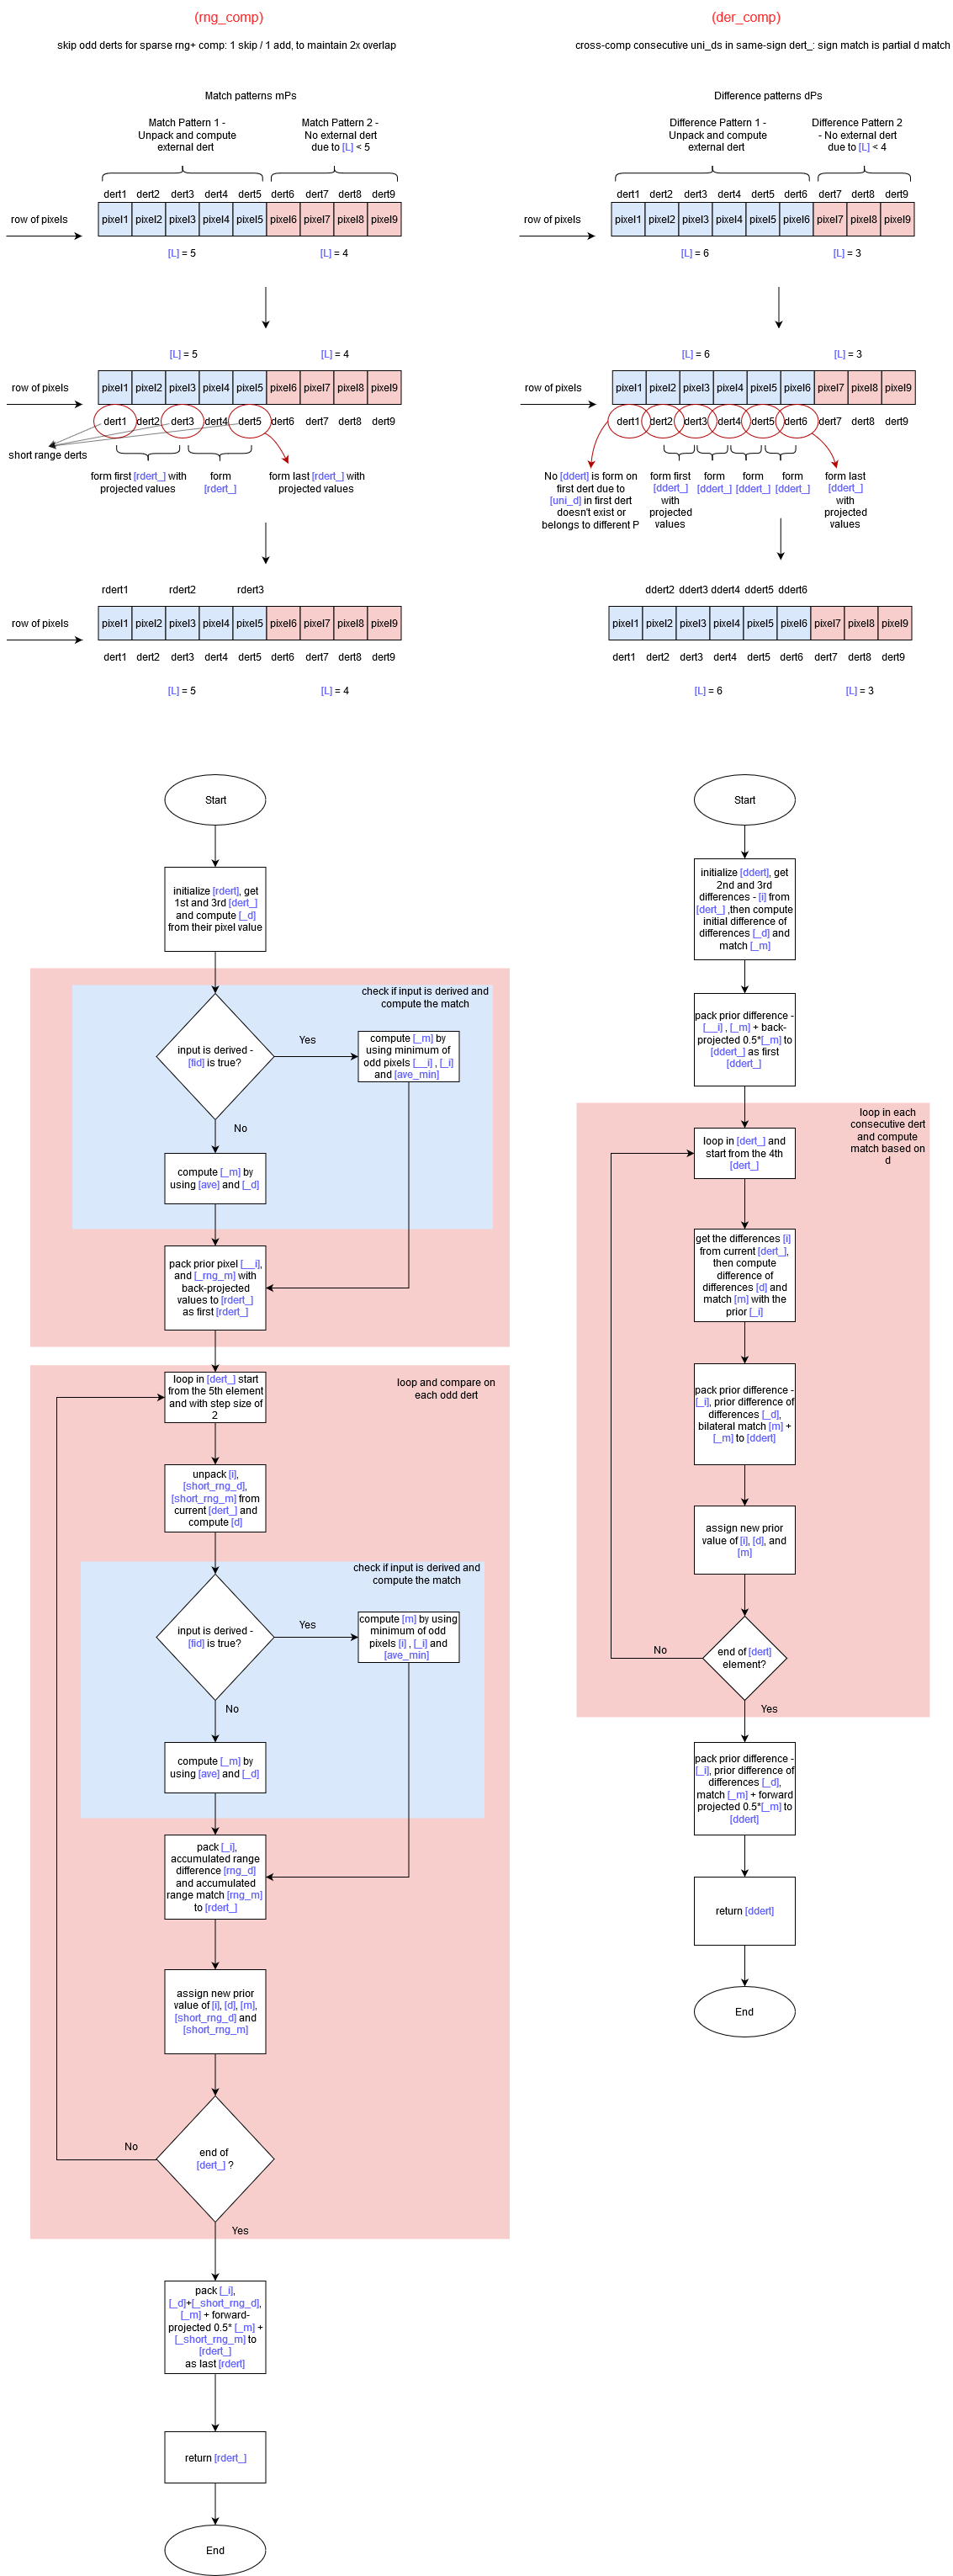 (rng_comp)
skip odd derts for sparse rng+ comp: 1 skip / 1 add, to maintain 2x overlap
Match patterns mPs
Match Pattern 1 -
Unpack and compute
external dert
Match Pattern 2 -
No external dert
due to [L] < 5
dert1 dert2 dert3 dert4 dert5 dert6 dert7 dert8 dert9
row of pixels
pixel1 pixel2 pixel3 pixel4 pixel5 pixel6 pixel7 pixel8 pixel9
[L] = 5
[L] = 4
[L] = 5
[L] = 4
row of pixels
pixel1 pixel2 pixel3 pixel4 pixel5 pixel6 pixel7 pixel8 pixel9
dert1 dert2 dert3 dert4 dert5 dert6 dert7 dert8 dert9
short range derts
form first [rdert_] with
projected values
form
[rdert_]
form last [rdert_] with
projected values
rdert1 rdert2 rdert3
row of pixels
pixel1 pixel2 pixel3 pixel4 pixel5 pixel6 pixel7 pixel8 pixel9
dert1 dert2 dert3 dert4 dert5 dert6 dert7 dert8 dert9
[L] = 5
[L] = 4
(der_comp)
cross-comp consecutive uni_ds in same-sign dert_: sign match is partial d match
Difference patterns dPs
Difference Pattern 1 -
Unpack and compute
external dert
Difference Pattern 2
- No external dert
due to [L] < 4
dert1 dert2 dert3 dert4 dert5 dert6 dert7 dert8 dert9
row of pixels
pixel1 pixel2 pixel3 pixel4 pixel5 pixel6 pixel7 pixel8 pixel9
[L] = 6
[L] = 3
[L] = 6
[L] = 3
row of pixels
pixel1 pixel2 pixel3 pixel4 pixel5 pixel6 pixel7 pixel8 pixel9
dert1 dert2 dert3 dert4 dert5 dert6 dert7 dert8 dert9
No [ddert] is form on
first dert due to
[uni_d] in first dert
doesn't exist or
belongs to different P
form first
[ddert_]
with
projected
values
form
[ddert_]
form
[ddert_]
form
[ddert_]
form last
[ddert_]
with
projected
values
ddert2 ddert3 ddert4 ddert5 ddert6
pixel1 pixel2 pixel3 pixel4 pixel5 pixel6 pixel7 pixel8 pixel9
dert1 dert2 dert3 dert4 dert5 dert6 dert7 dert8 dert9
[L] = 6
[L] = 3
Start
initialize [rdert], get
1st and 3rd [dert_]
and compute [_d]
from their pixel value
check if input is derived and
compute the match
input is derived -
[fid] is true?
Yes
compute [_m] by
using minimum of
odd pixels [__i] , [_i]
and [ave_min]
No
compute [_m] by
using [ave] and [_d]
pack prior pixel [__i],
and [_rng_m] with
back-projected
values to [rdert_]
as first [rdert_]
loop and compare on
each odd dert
loop in [dert_] start
from the 5th element
and with step size of
2
unpack [i],
[short_rng_d],
[short_rng_m] from
current [dert_] and
compute [d]
check if input is derived and
compute the match
input is derived -
[fid] is true?
Yes
compute [m] by using
minimum of odd
pixels [i] , [_i] and
[ave_min]
No
compute [_m] by
using [ave] and [_d]
pack [_i],
accumulated range
difference [rng_d]
and accumulated
range match [rng_m]
to [rdert_]
assign new prior
value of [i], [d], [m],
[short_rng_d] and
[short_rng_m]
end of
[dert_] ?
No
Yes
pack [_i],
[_d]+[_short_rng_d],
[_m] + forward-
projected 0.5* [_m] +
[_short_rng_m] to
[rdert_]
as last [rdert]
return [rdert_]
End
Start
initialize [ddert], get
2nd and 3rd
differences - [i] from
[dert_] ,then compute
initial difference of
differences [_d] and
match [_m]
pack prior difference -
[__i] , [_m] + back-
projected 0.5*[_m] to
[ddert_] as first
[ddert_]
loop in each
consecutive dert
and compute
match based on
d
loop in [dert_] and
start from the 4th
[dert_]
get the differences [i]
from current [dert_],
then compute
difference of
differences [d] and
match [m] with the
prior [_i]
pack prior difference -
[_i], prior difference of
differences [_d],
bilateral match [m] +
[_m] to [ddert]
assign new prior
value of [i], [d], and
[m]
end of [dert]
element?
No
Yes
pack prior difference -
[_i], prior difference of
differences [_d],
match [_m] + forward
projected 0.5*[_m] to
[ddert]
return [ddert]
End